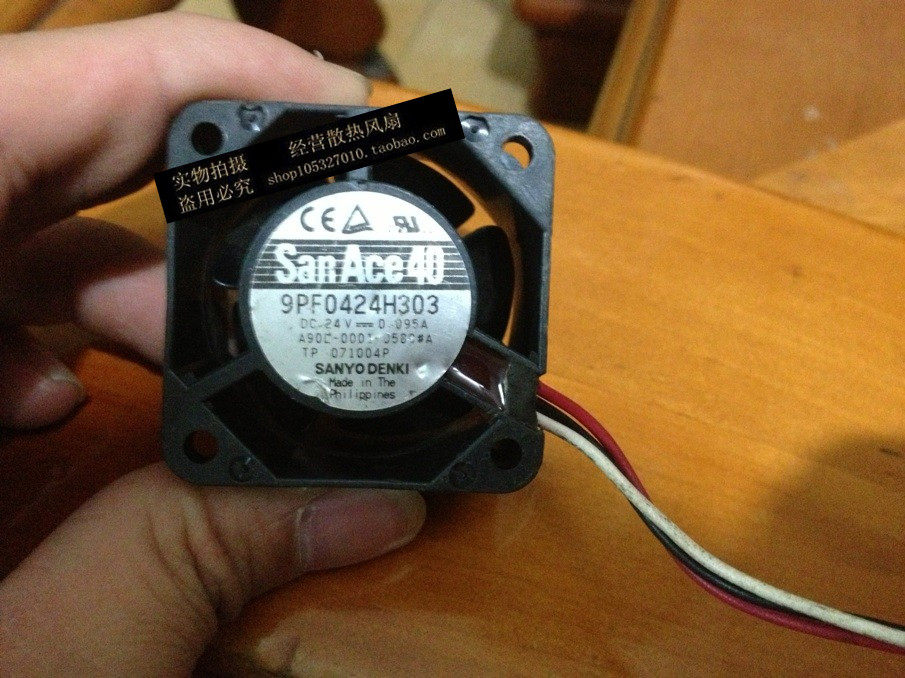 实物拍摄
盗用必究
经营散热风扇
shop105327010.taobao.com
CE
San Ace 40
9PF0424H303
DC 24V 0.095A
TP 071004P
SANYO DENKI
Made in The
Philippines